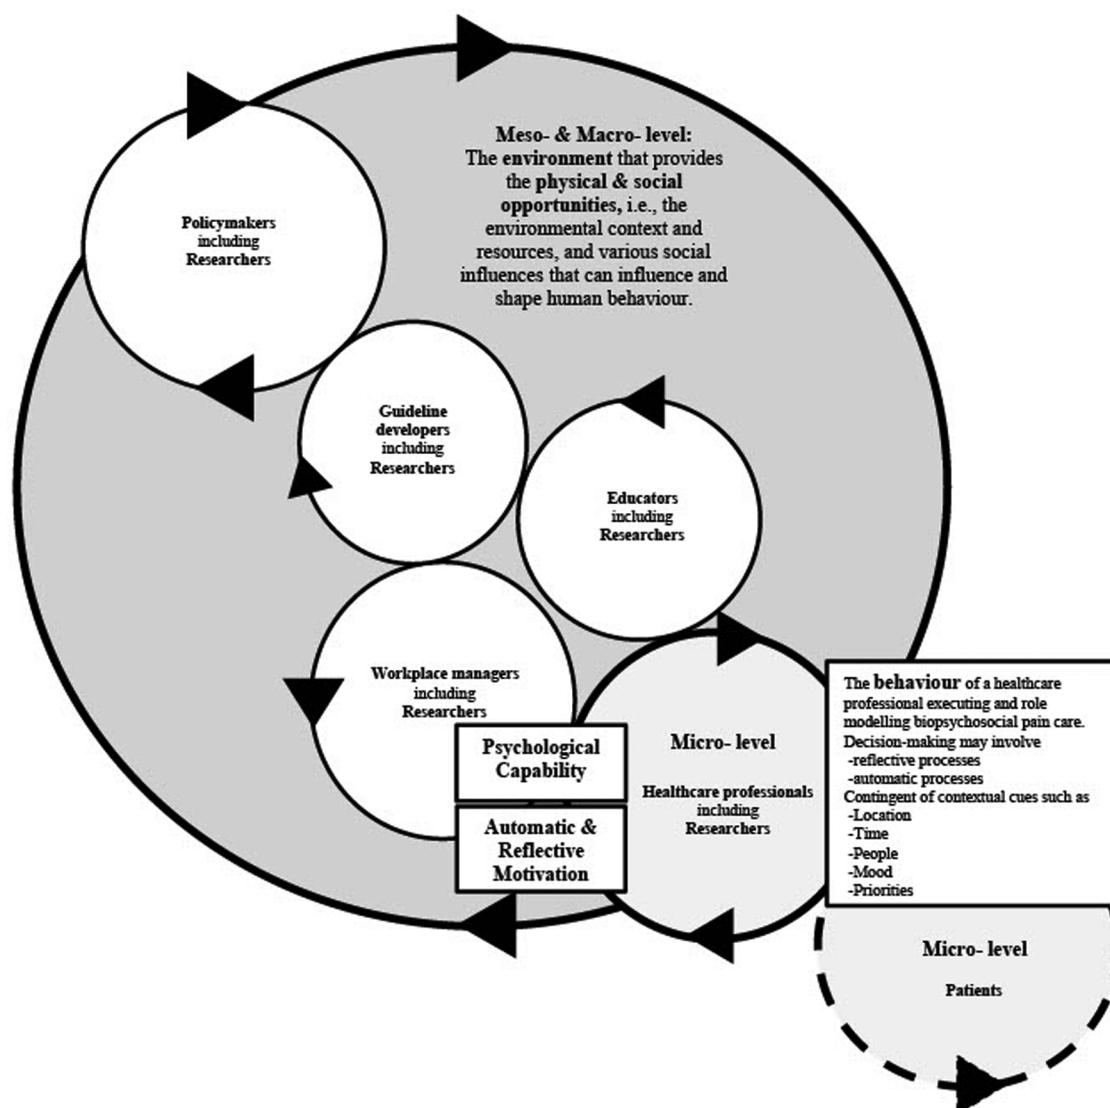 Meso- & Macro- level:
The environment that provides
the physical & social
opportunities, i.e., the
environmental context and
resources, and various social
influences that can influence and
shape human behaviour.
Policymakers
including
Researchers
Guideline
developers
including
Researchers
Educators
including
Researchers
Workplace managers
including
Researchers
Psychological
Capability
Automatic &
Reflective
Motivation
Micro- level
Healthcare professionals
including
Researchers
The behaviour of a healthcare
professional executing and role
modelling biopsychosocial pain care.
Decision-making may involve
-reflective processes
-automatic processes
Contingent of contextual cues such as
-Location
-Time
-People
-Mood
-Priorities
Micro- level
Patients